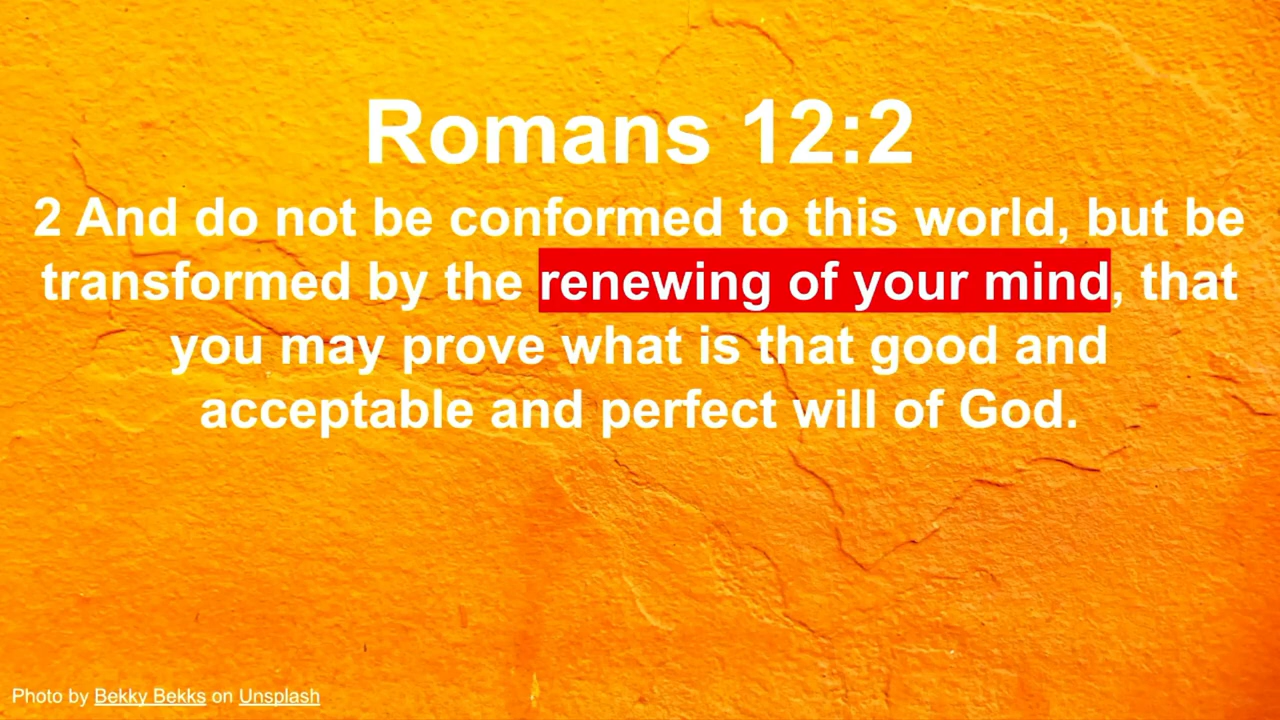 Romans 12:2
2 And do not be conformed to this world, but be
transformed by the renewing of your mind, that
you may prove what is that good and
acceptable and perfect will of God.
Photo by Bekky Bekks on Unsplash